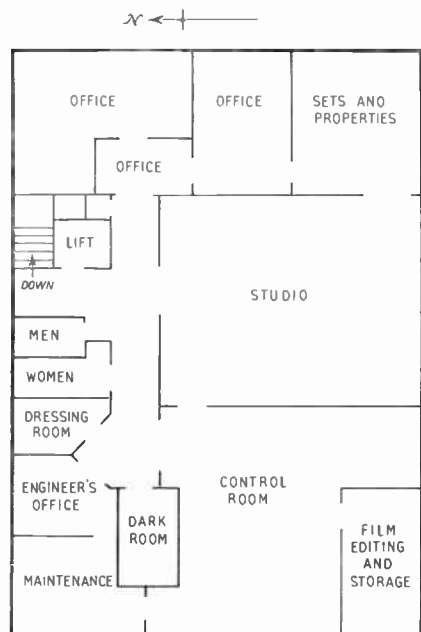 N
OFFICE
OFFICE
SETS AND
PROPERTIES
OFFICE
LIFT
DOWN
STUDIO
MEN
WOMEN
DRESSING
ROOM
ENGINEER'S
OFFICE
CONTROL
ROOM
DARK
ROOM
FILM
EDITING
AND
STORAGE
MAINTENANCE